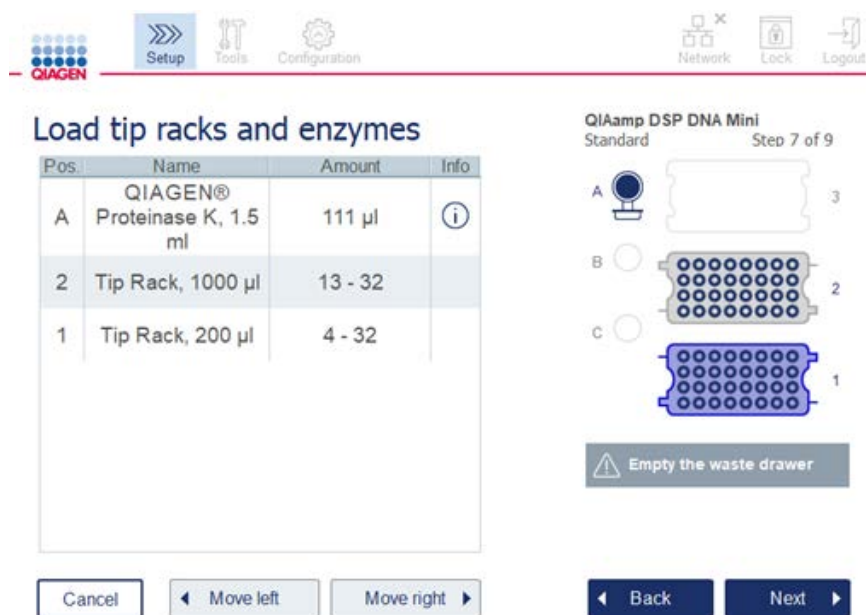 Setup
Tools
Configuration
Network
Lock
Logout
QIAGEN
Load tip racks and enzymes
Pos. Name Amount Info
A QIAGEN® Proteinase K, 1.5 ml 111 µl i
2 Tip Rack, 1000 µl 13 - 32
1 Tip Rack, 200 µl 4 - 32
QIAamp DSP DNA Mini
Standard Step 7 of 9
A
3
B
2
C
1
Empty the waste drawer
Cancel
Move left
Move right
Back
Next